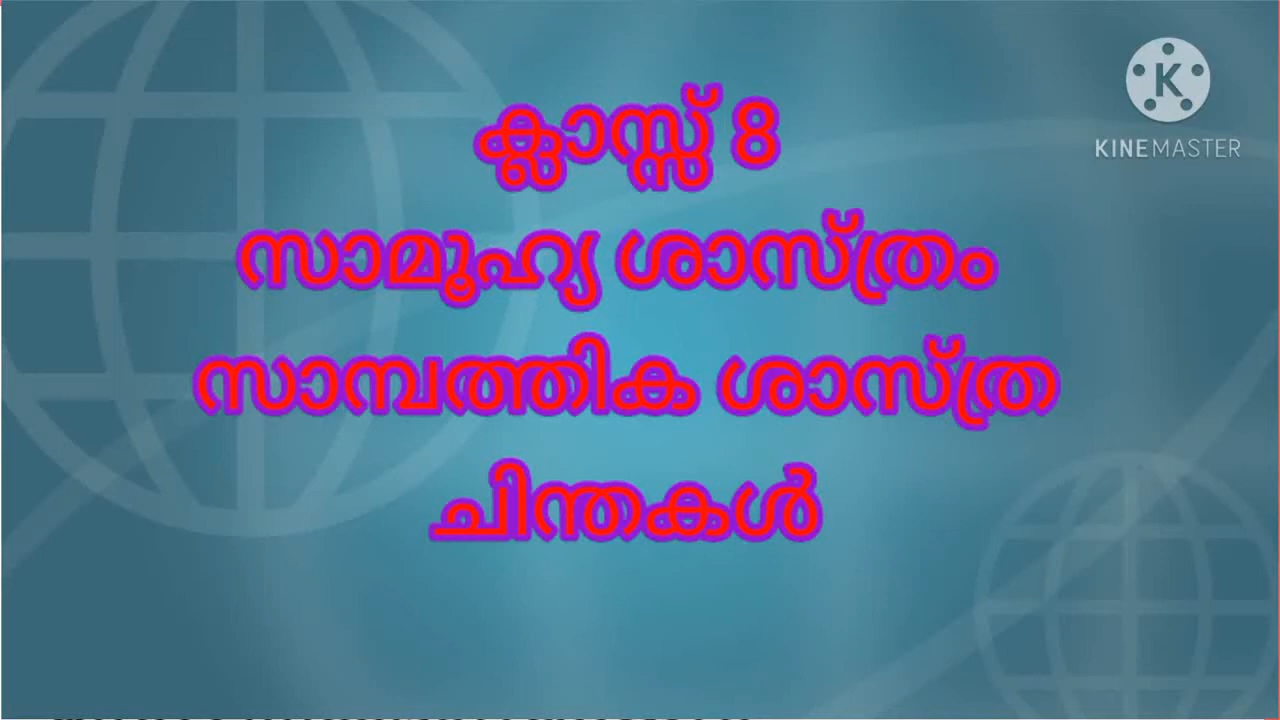 ക്ലാസ്സ് 8
സാമൂഹ്യ ശാസ്ത്രം
സാമ്പത്തിക ശാസ്ത്ര
ചിന്തകൾ
KINEMASTER